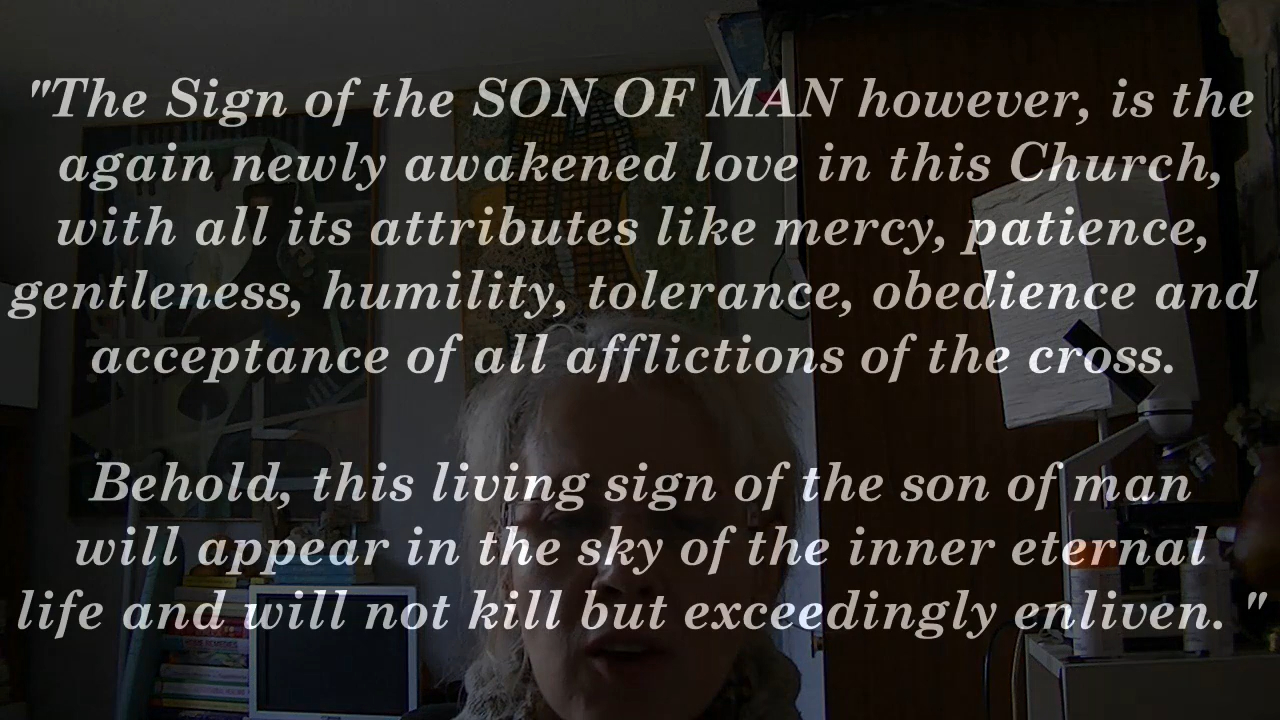 "The Sign of the SON OF MAN however, is the
again newly awakened love in this Church,
with all its attributes like mercy, patience,
gentleness, humility, tolerance, obedience and
acceptance of all afflictions of the cross.
Behold, this living sign of the son of man
will appear in the sky of the inner eternal
life and will not kill but exceedingly enliven. "
REMEDIES